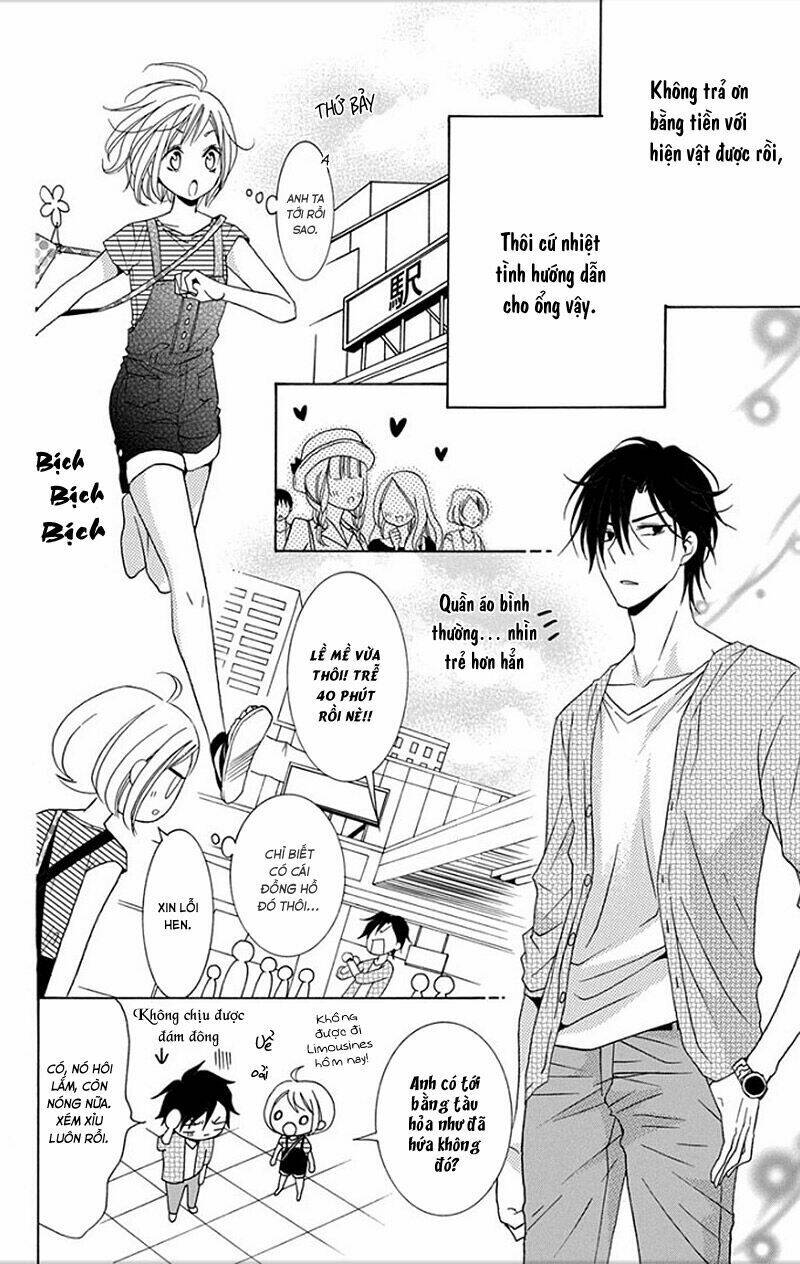 Không trả ơn
bằng tiền với
hiện vật được rồi,
Thôi cứ nhiệt
tình hướng dẫn
cho ổng vậy.
THỨ BẢY
ANH TA
TỚI RỒI
SAO.
駅
Bịch
Bịch
Bịch
Quần áo bình
thường... nhìn
trẻ hơn hẳn
LỀ MỀ VỪA
THÔI! TRỄ
40 PHÚT
RỒI NÈ!!
CHỈ BIẾT
CÓ CÁI
ĐỒNG HỒ
ĐÓ THÔI...
XIN LỖI
HEN.
Anh có tới
bằng tàu
hỏa như đã
hứa không
đó?
Không
được đi
Limousines
hôm nay!
Uể
oải
Không chịu được
đám đông
CÓ, NÓ HÔI
LẮM, CÒN
NÓNG NỮA.
XÉM XỈU
LUÔN RỒI.